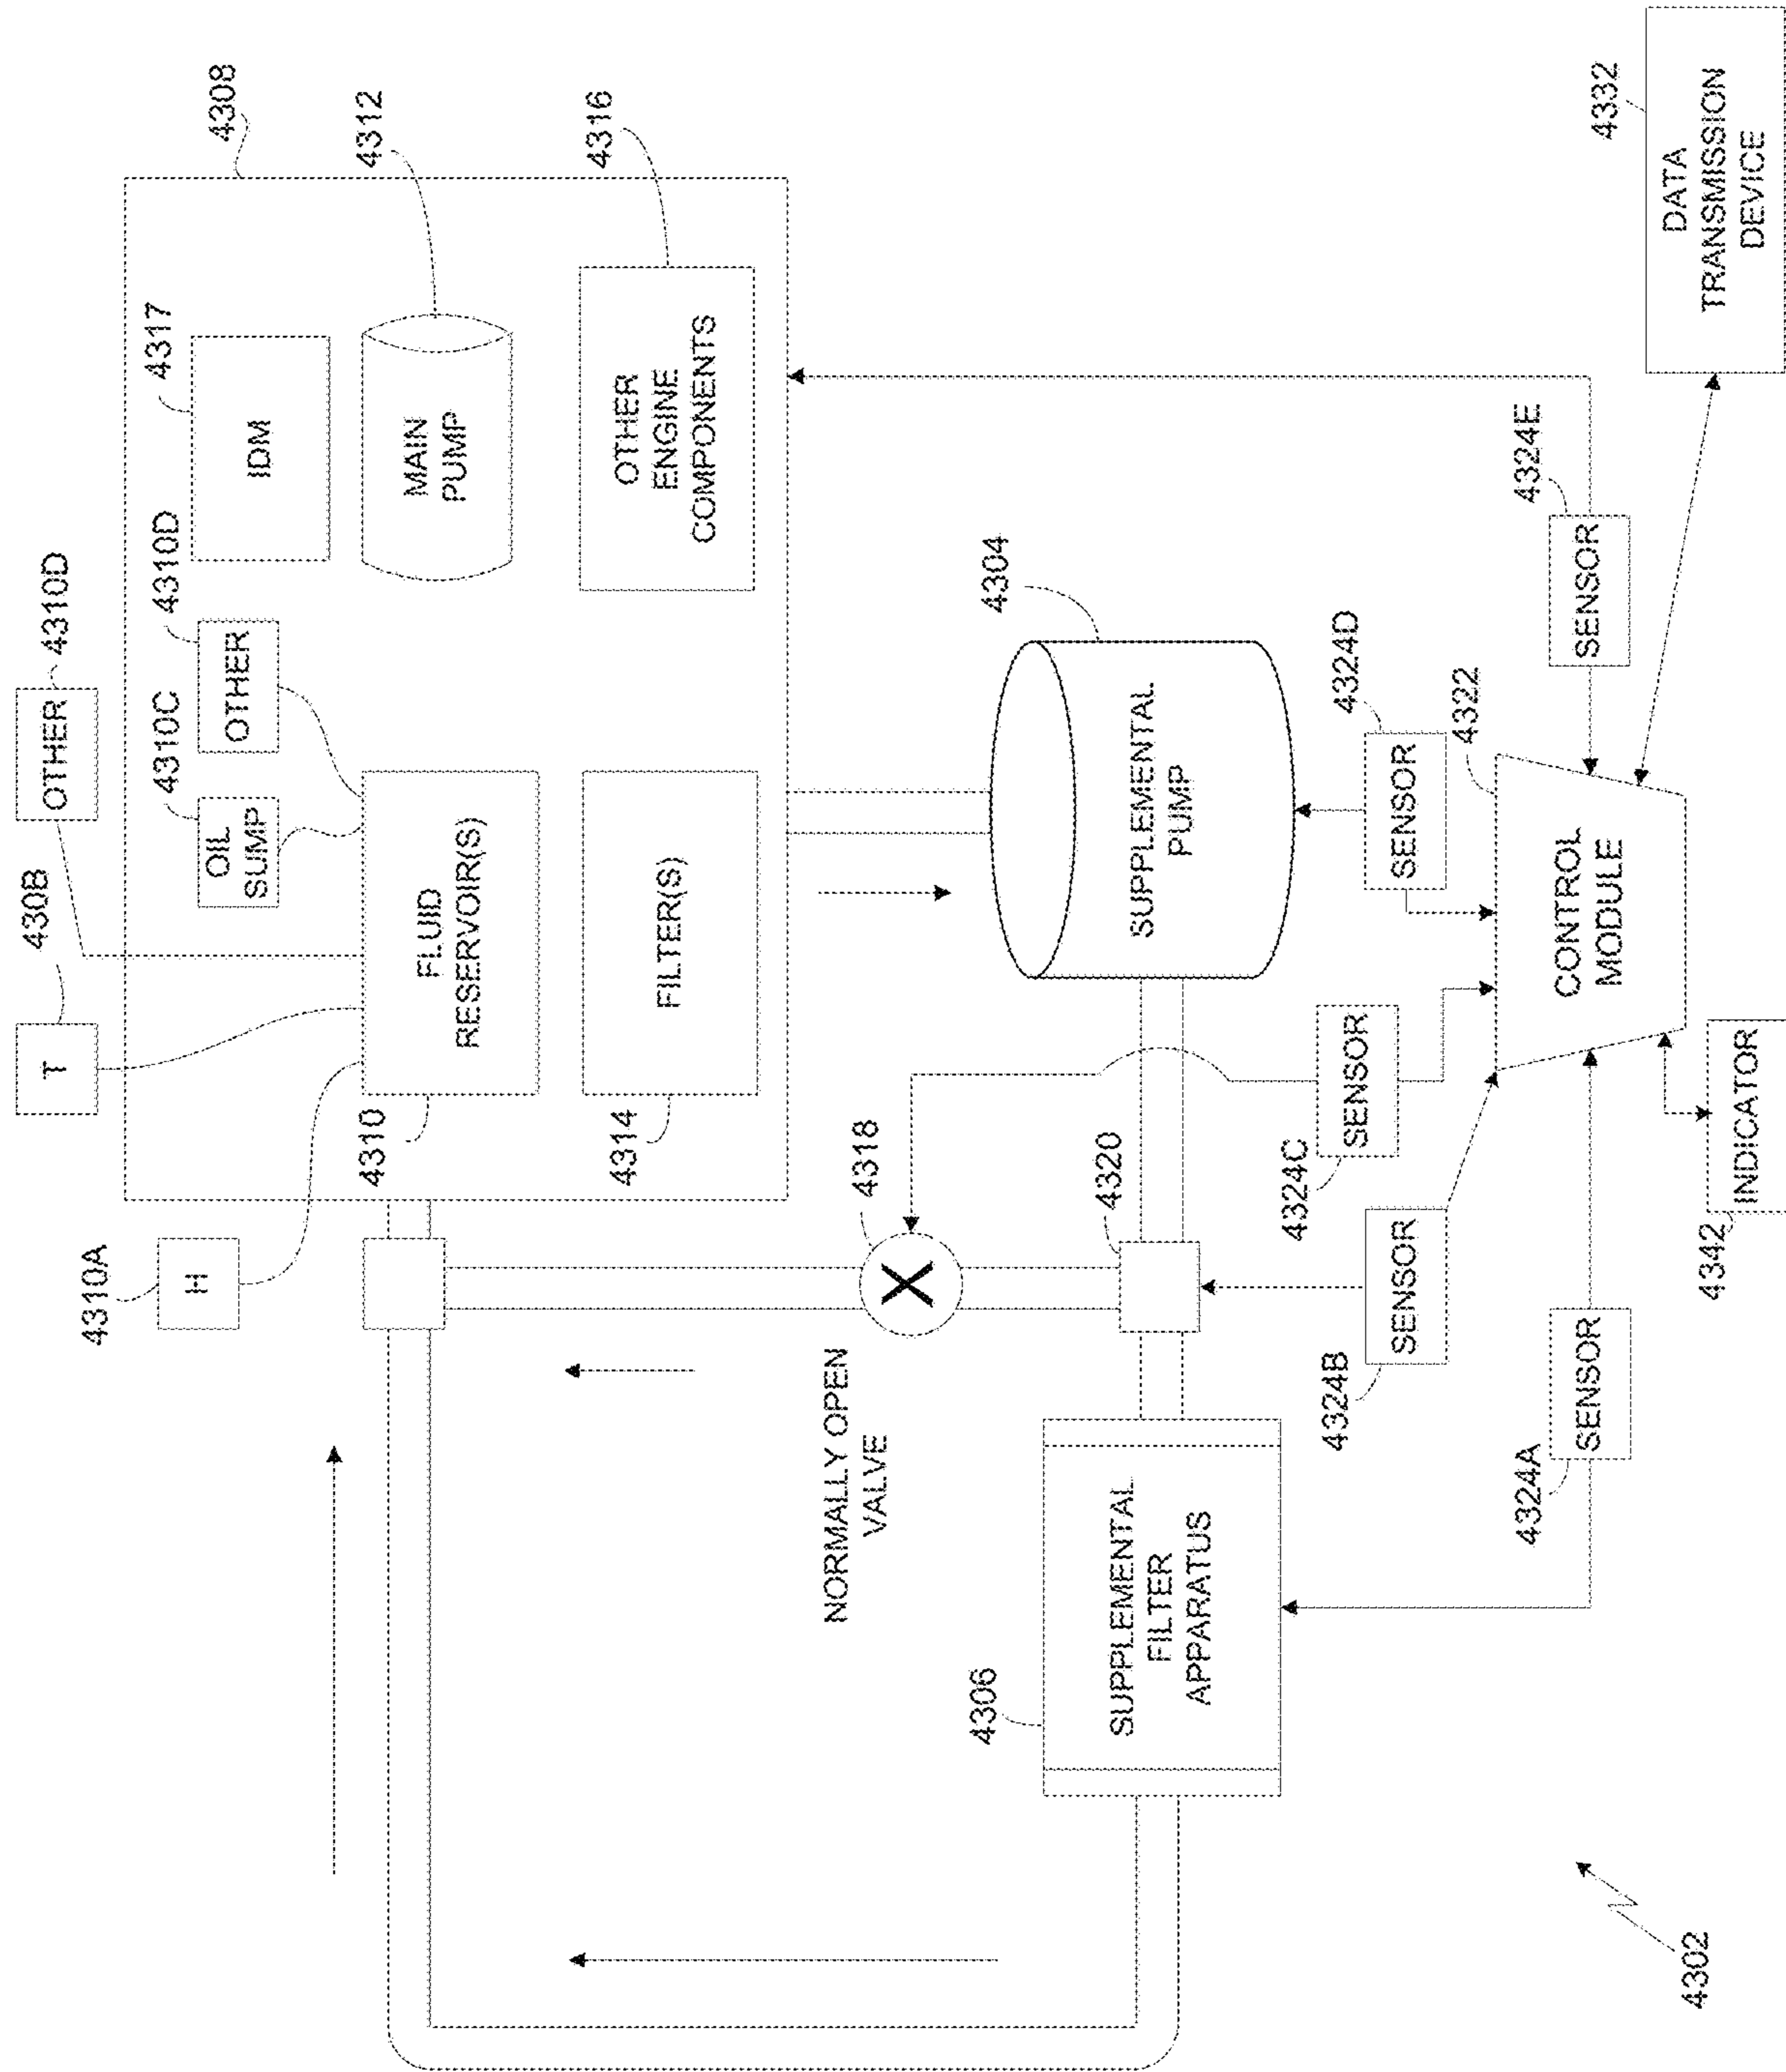 4310A
H
T
430B
OTHER
4310D
OIL
SUMP
4310C
OTHER
4310D
IDM
4317
4308
FLUID
RESERVOIR(S)
4310
MAIN
PUMP
4312
FILTER(S)
4314
OTHER
ENGINE
COMPONENTS
4316
NORMALLY OPEN
VALVE
4318
4320
SUPPLEMENTAL
PUMP
4304
SUPPLEMENTAL
FILTER
APPARATUS
4306
SENSOR
4324A
SENSOR
4324B
SENSOR
4324C
SENSOR
4324D
SENSOR
4324E
CONTROL
MODULE
4322
INDICATOR
4342
DATA
TRANSMISSION
DEVICE
4332
4302